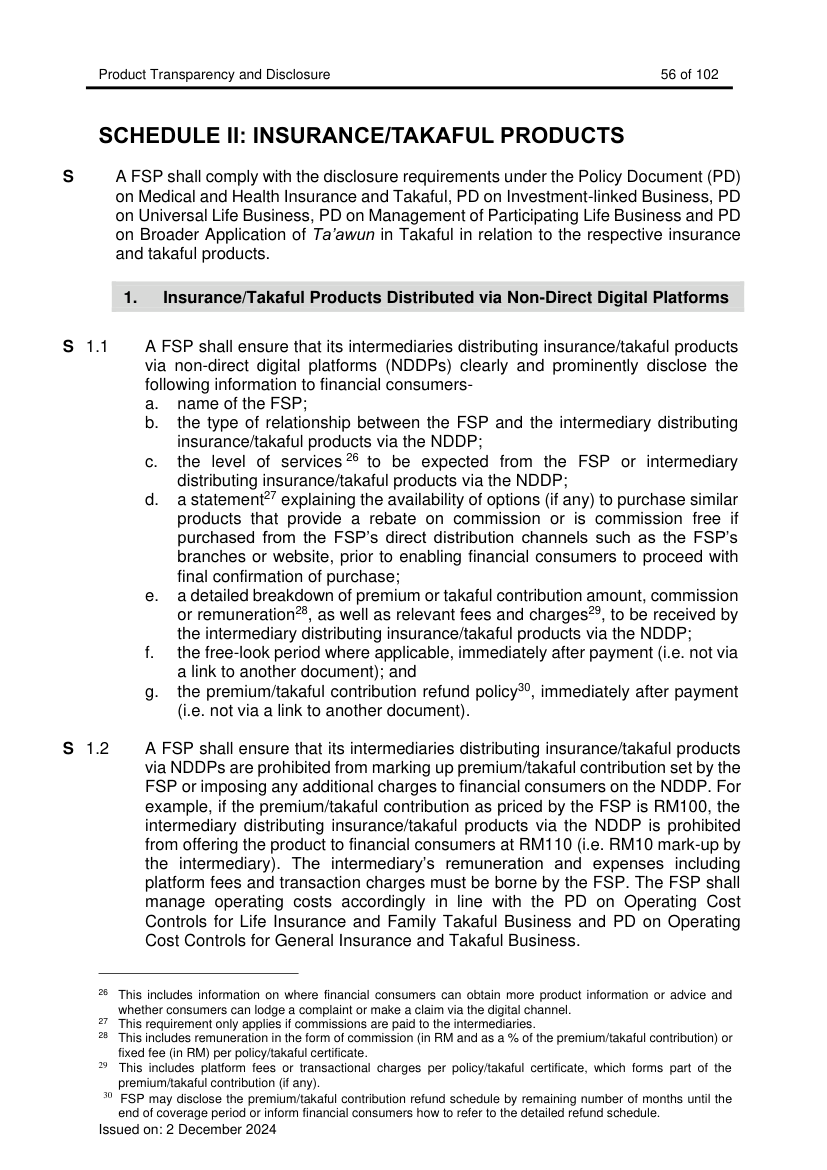 Product Transparency and Disclosure 56 of 102
SCHEDULE II: INSURANCE/TAKAFUL PRODUCTS
S A FSP shall comply with the disclosure requirements under the Policy Document (PD)
on Medical and Health Insurance and Takaful, PD on Investment-linked Business, PD
on Universal Life Business, PD on Management of Participating Life Business and PD
on Broader Application of Ta’awun in Takaful in relation to the respective insurance
and takaful products.
1. Insurance/Takaful Products Distributed via Non-Direct Digital Platforms
S 1.1 A FSP shall ensure that its intermediaries distributing insurance/takaful products
via non-direct digital platforms (NDDPs) clearly and prominently disclose the
following information to financial consumers-
a. name of the FSP;
b. the type of relationship between the FSP and the intermediary distributing
insurance/takaful products via the NDDP;
c. the level of services 26 to be expected from the FSP or intermediary
distributing insurance/takaful products via the NDDP;
d. a statement27 explaining the availability of options (if any) to purchase similar
products that provide a rebate on commission or is commission free if
purchased from the FSP’s direct distribution channels such as the FSP’s
branches or website, prior to enabling financial consumers to proceed with
final confirmation of purchase;
e. a detailed breakdown of premium or takaful contribution amount, commission
or remuneration28, as well as relevant fees and charges29, to be received by
the intermediary distributing insurance/takaful products via the NDDP;
f. the free-look period where applicable, immediately after payment (i.e. not via
a link to another document); and
g. the premium/takaful contribution refund policy30, immediately after payment
(i.e. not via a link to another document).
S 1.2 A FSP shall ensure that its intermediaries distributing insurance/takaful products
via NDDPs are prohibited from marking up premium/takaful contribution set by the
FSP or imposing any additional charges to financial consumers on the NDDP. For
example, if the premium/takaful contribution as priced by the FSP is RM100, the
intermediary distributing insurance/takaful products via the NDDP is prohibited
from offering the product to financial consumers at RM110 (i.e. RM10 mark-up by
the intermediary). The intermediary’s remuneration and expenses including
platform fees and transaction charges must be borne by the FSP. The FSP shall
manage operating costs accordingly in line with the PD on Operating Cost
Controls for Life Insurance and Family Takaful Business and PD on Operating
Cost Controls for General Insurance and Takaful Business.
26 This includes information on where financial consumers can obtain more product information or advice and
whether consumers can lodge a complaint or make a claim via the digital channel.
27 This requirement only applies if commissions are paid to the intermediaries.
28 This includes remuneration in the form of commission (in RM and as a % of the premium/takaful contribution) or
fixed fee (in RM) per policy/takaful certificate.
29 This includes platform fees or transactional charges per policy/takaful certificate, which forms part of the
premium/takaful contribution (if any).
30 FSP may disclose the premium/takaful contribution refund schedule by remaining number of months until the
end of coverage period or inform financial consumers how to refer to the detailed refund schedule.
Issued on: 2 December 2024